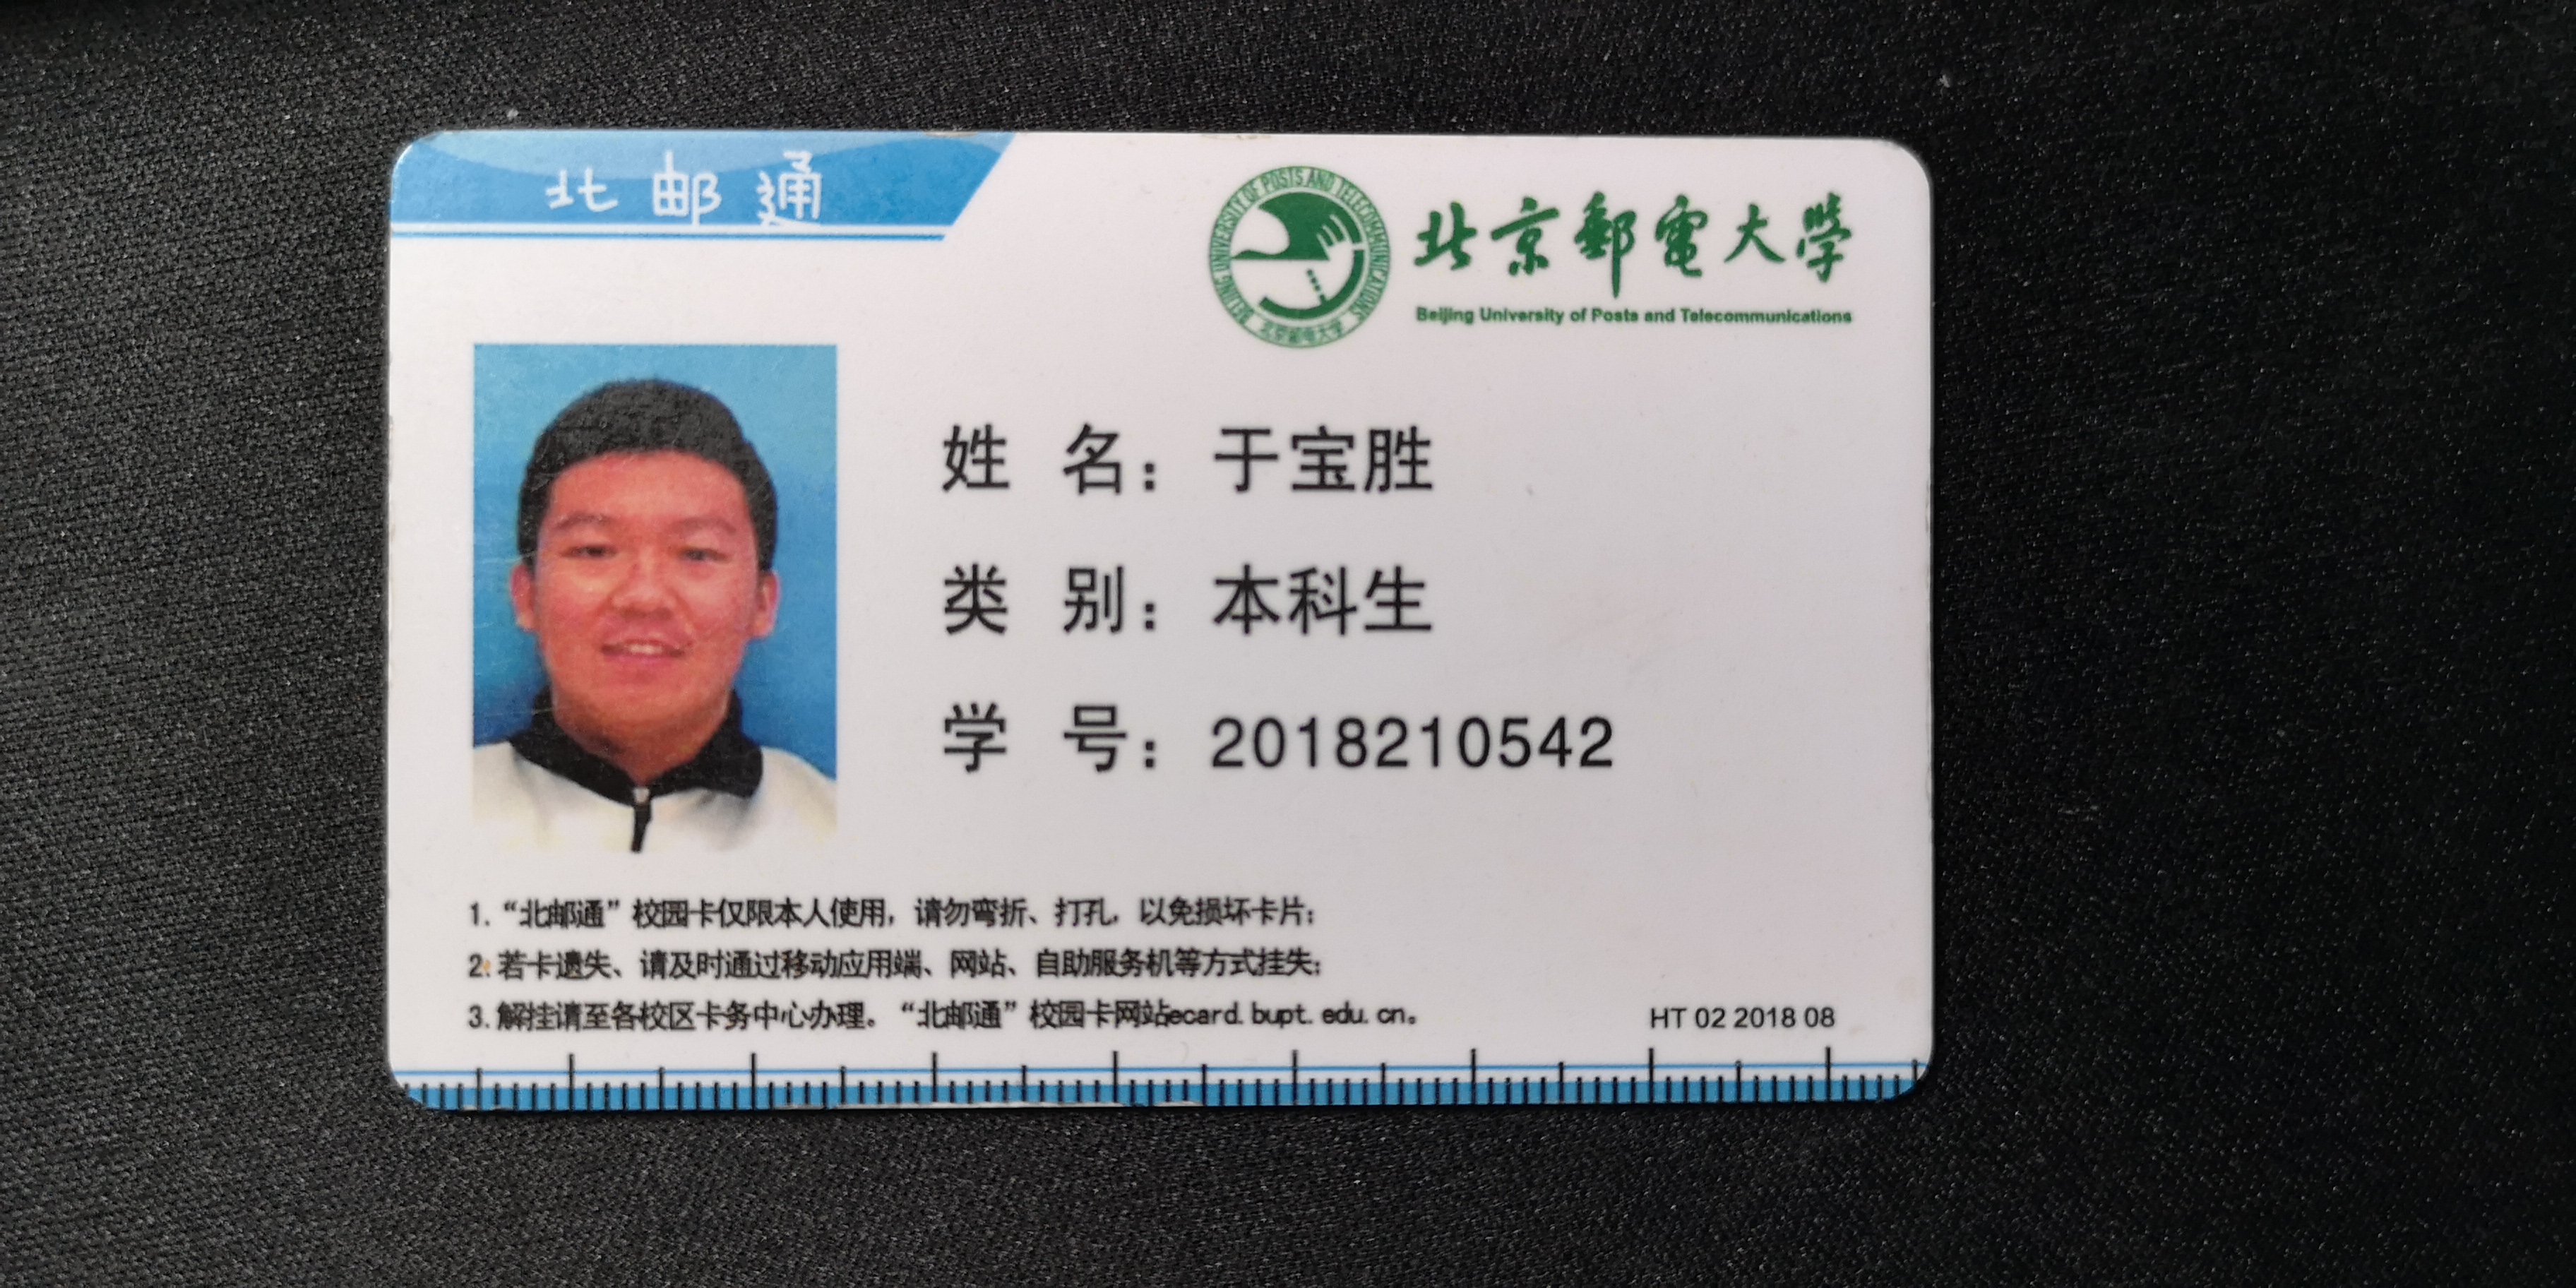 北邮通
BEIJING UNIVERSITY OF POSTS AND TELECOMMUNICATIONS
北京邮电大学
北京郵電大學
Beijing University of Posts and Telecommunications
姓 名：于宝胜
类 别：本科生
学 号：2018210542
1.“北邮通”校园卡仅限本人使用，请勿弯折、打孔，以免损坏卡片；
2.若卡遗失、请及时通过移动应用端、网站、自助服务机等方式挂失；
3.解挂请至各校区卡务中心办理。“北邮通”校园卡网站ecard.bupt.edu.cn。
HT 02 2018 08